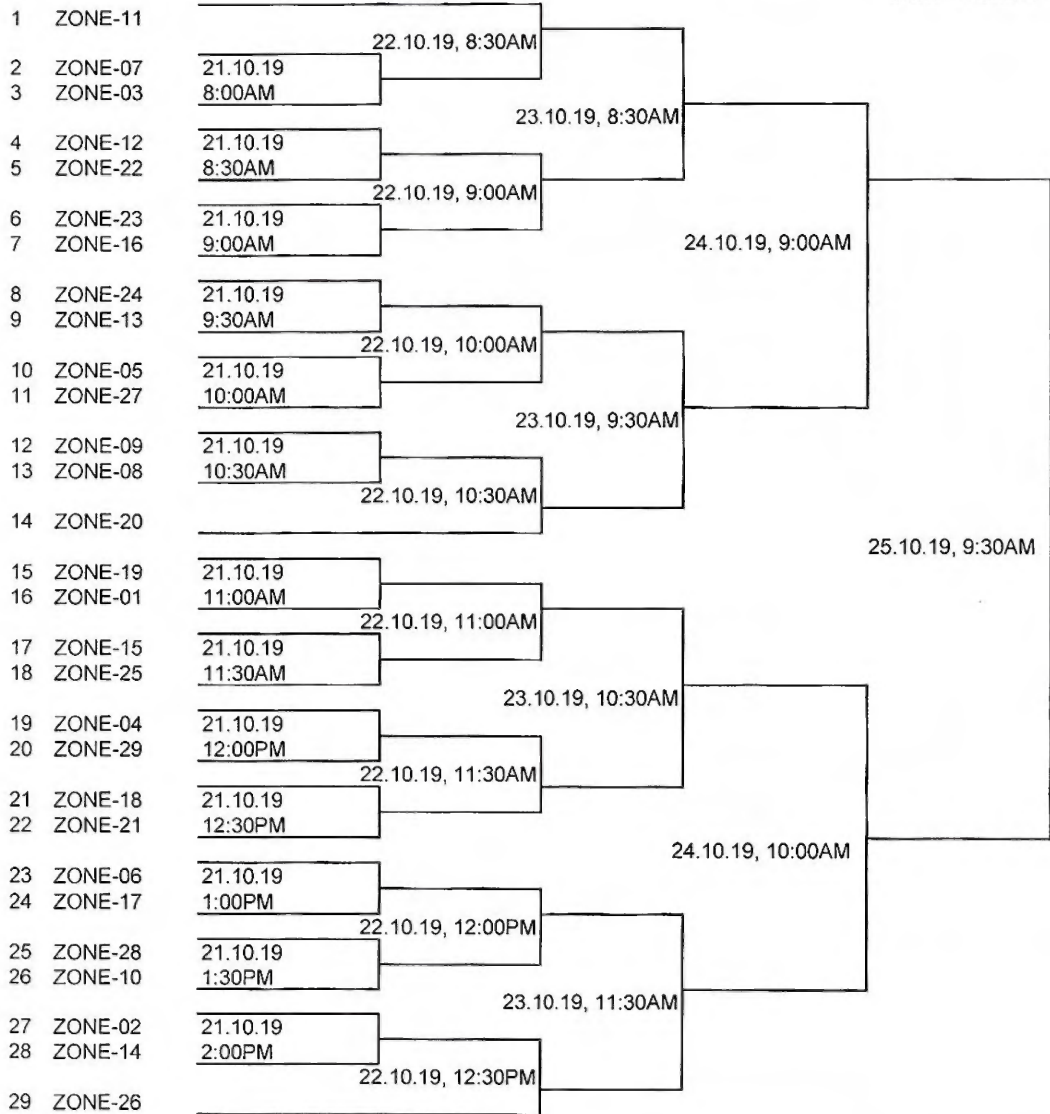 1 ZONE-11
22.10.19, 8:30AM
2 ZONE-07 21.10.19
3 ZONE-03 8:00AM
23.10.19, 8:30AM
4 ZONE-12 21.10.19
5 ZONE-22 8:30AM
22.10.19, 9:00AM
6 ZONE-23 21.10.19
7 ZONE-16 9:00AM
24.10.19, 9:00AM
8 ZONE-24 21.10.19
9 ZONE-13 9:30AM
22.10.19, 10:00AM
10 ZONE-05 21.10.19
11 ZONE-27 10:00AM
23.10.19, 9:30AM
12 ZONE-09 21.10.19
13 ZONE-08 10:30AM
22.10.19, 10:30AM
14 ZONE-20
25.10.19, 9:30AM
15 ZONE-19 21.10.19
16 ZONE-01 11:00AM
22.10.19, 11:00AM
17 ZONE-15 21.10.19
18 ZONE-25 11:30AM
23.10.19, 10:30AM
19 ZONE-04 21.10.19
20 ZONE-29 12:00PM
22.10.19, 11:30AM
21 ZONE-18 21.10.19
22 ZONE-21 12:30PM
24.10.19, 10:00AM
23 ZONE-06 21.10.19
24 ZONE-17 1:00PM
22.10.19, 12:00PM
25 ZONE-28 21.10.19
26 ZONE-10 1:30PM
23.10.19, 11:30AM
27 ZONE-02 21.10.19
28 ZONE-14 2:00PM
22.10.19, 12:30PM
29 ZONE-26